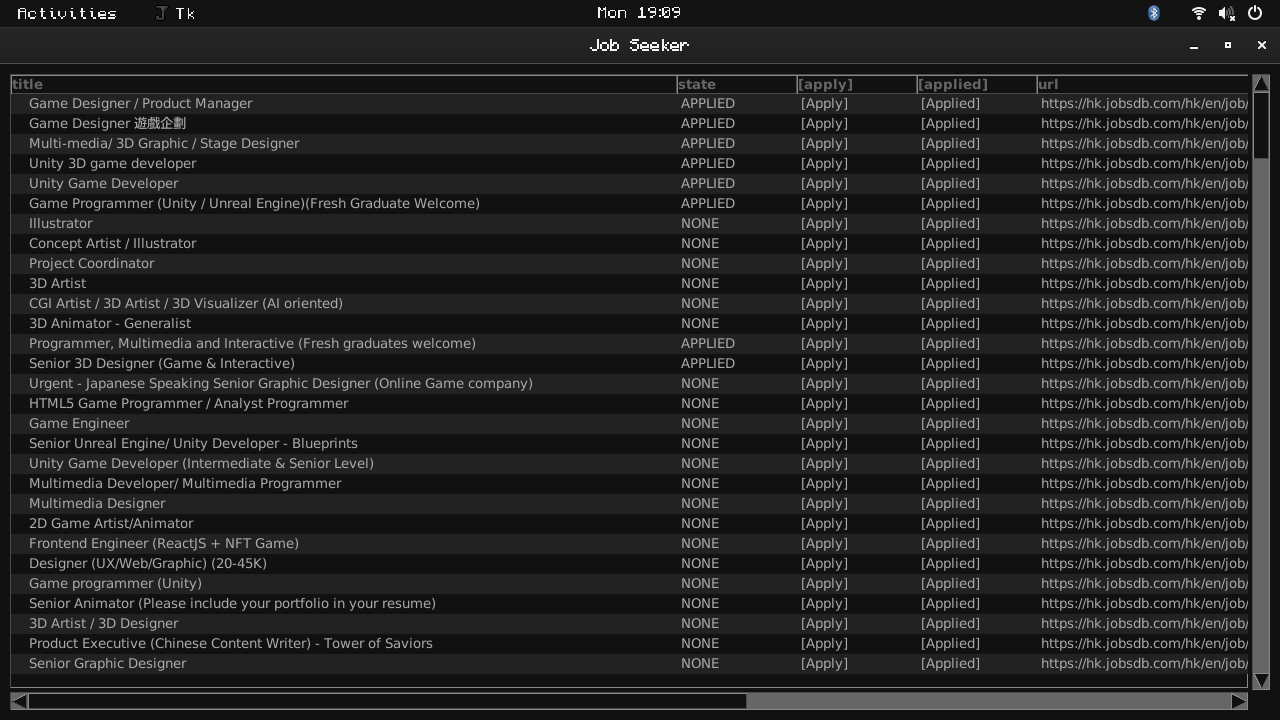 Activities Tk Mon 19:09
Job Seeker
title state [apply] [applied] url
Game Designer / Product Manager APPLIED [Apply] [Applied] https://hk.jobsdb.com/hk/en/job/
Game Designer 遊戲企劃 APPLIED [Apply] [Applied] https://hk.jobsdb.com/hk/en/job/
Multi-media/ 3D Graphic / Stage Designer APPLIED [Apply] [Applied] https://hk.jobsdb.com/hk/en/job/
Unity 3D game developer APPLIED [Apply] [Applied] https://hk.jobsdb.com/hk/en/job/
Unity Game Developer APPLIED [Apply] [Applied] https://hk.jobsdb.com/hk/en/job/
Game Programmer (Unity / Unreal Engine)(Fresh Graduate Welcome) APPLIED [Apply] [Applied] https://hk.jobsdb.com/hk/en/job/
Illustrator NONE [Apply] [Applied] https://hk.jobsdb.com/hk/en/job/
Concept Artist / Illustrator NONE [Apply] [Applied] https://hk.jobsdb.com/hk/en/job/
Project Coordinator NONE [Apply] [Applied] https://hk.jobsdb.com/hk/en/job/
3D Artist NONE [Apply] [Applied] https://hk.jobsdb.com/hk/en/job/
CGI Artist / 3D Artist / 3D Visualizer (AI oriented) NONE [Apply] [Applied] https://hk.jobsdb.com/hk/en/job/
3D Animator - Generalist NONE [Apply] [Applied] https://hk.jobsdb.com/hk/en/job/
Programmer, Multimedia and Interactive (Fresh graduates welcome) APPLIED [Apply] [Applied] https://hk.jobsdb.com/hk/en/job/
Senior 3D Designer (Game & Interactive) APPLIED [Apply] [Applied] https://hk.jobsdb.com/hk/en/job/
Urgent - Japanese Speaking Senior Graphic Designer (Online Game company) NONE [Apply] [Applied] https://hk.jobsdb.com/hk/en/job/
HTML5 Game Programmer / Analyst Programmer NONE [Apply] [Applied] https://hk.jobsdb.com/hk/en/job/
Game Engineer NONE [Apply] [Applied] https://hk.jobsdb.com/hk/en/job/
Senior Unreal Engine/ Unity Developer - Blueprints NONE [Apply] [Applied] https://hk.jobsdb.com/hk/en/job/
Unity Game Developer (Intermediate & Senior Level) NONE [Apply] [Applied] https://hk.jobsdb.com/hk/en/job/
Multimedia Developer/ Multimedia Programmer NONE [Apply] [Applied] https://hk.jobsdb.com/hk/en/job/
Multimedia Designer NONE [Apply] [Applied] https://hk.jobsdb.com/hk/en/job/
2D Game Artist/Animator NONE [Apply] [Applied] https://hk.jobsdb.com/hk/en/job/
Frontend Engineer (ReactJS + NFT Game) NONE [Apply] [Applied] https://hk.jobsdb.com/hk/en/job/
Designer (UX/Web/Graphic) (20-45K) NONE [Apply] [Applied] https://hk.jobsdb.com/hk/en/job/
Game programmer (Unity) NONE [Apply] [Applied] https://hk.jobsdb.com/hk/en/job/
Senior Animator (Please include your portfolio in your resume) NONE [Apply] [Applied] https://hk.jobsdb.com/hk/en/job/
3D Artist / 3D Designer NONE [Apply] [Applied] https://hk.jobsdb.com/hk/en/job/
Product Executive (Chinese Content Writer) - Tower of Saviors NONE [Apply] [Applied] https://hk.jobsdb.com/hk/en/job/
Senior Graphic Designer NONE [Apply] [Applied] https://hk.jobsdb.com/hk/en/job/